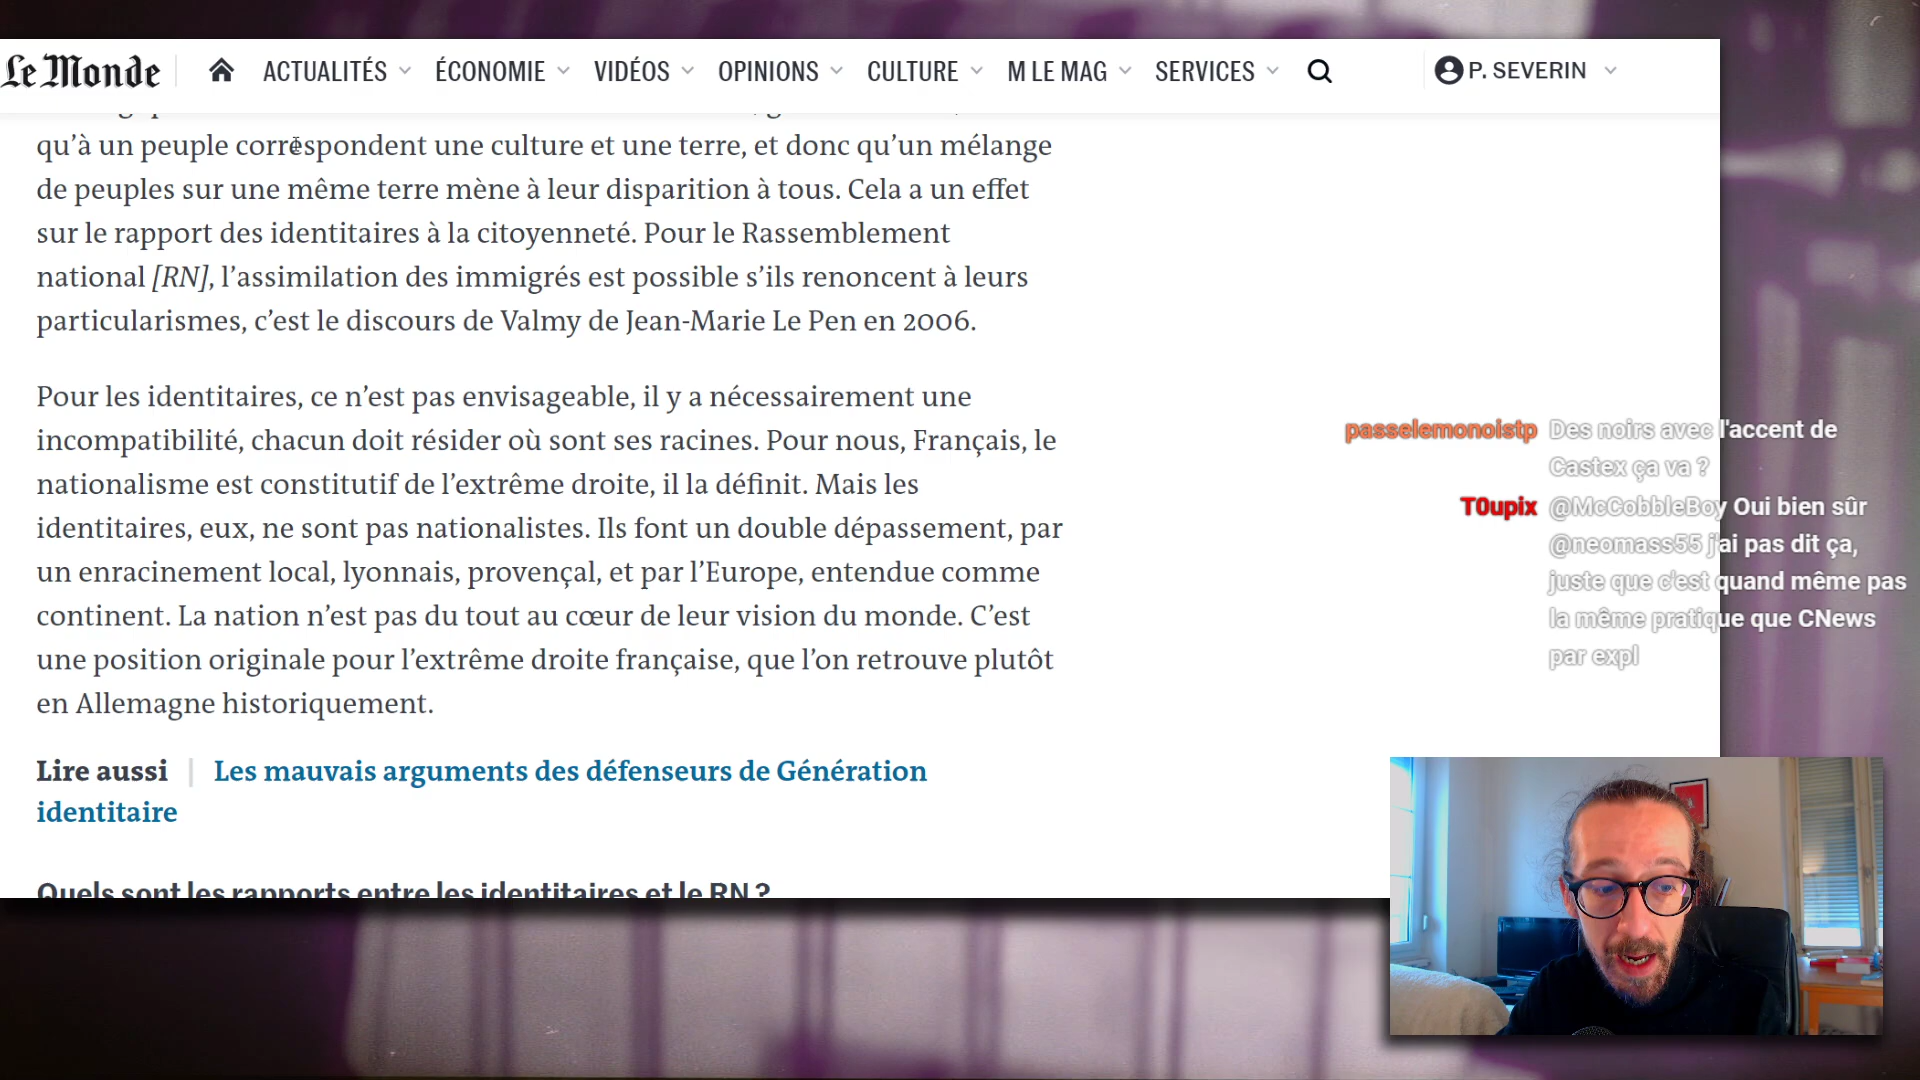 Le Monde
ACTUALITÉS
ÉCONOMIE
VIDÉOS
OPINIONS
CULTURE
M LE MAG
SERVICES
P. SEVERIN
qu’à un peuple correspondent une culture et une terre, et donc qu’un mélange
de peuples sur une même terre mène à leur disparition à tous. Cela a un effet
sur le rapport des identitaires à la citoyenneté. Pour le Rassemblement
national [RN], l’assimilation des immigrés est possible s’ils renoncent à leurs
particularismes, c’est le discours de Valmy de Jean-Marie Le Pen en 2006.
Pour les identitaires, ce n’est pas envisageable, il y a nécessairement une
incompatibilité, chacun doit résider où sont ses racines. Pour nous, Français, le
nationalisme est constitutif de l’extrême droite, il la définit. Mais les
identitaires, eux, ne sont pas nationalistes. Ils font un double dépassement, par
un enracinement local, lyonnais, provençal, et par l’Europe, entendue comme
continent. La nation n’est pas du tout au cœur de leur vision du monde. C’est
une position originale pour l’extrême droite française, que l’on retrouve plutôt
en Allemagne historiquement.
Lire aussi | Les mauvais arguments des défenseurs de Génération
identitaire
Quels sont les rapports entre les identitaires et le RN ?
passelemonoistp Des noirs avec l'accent de
Castex ça va ?
T0upix @McCobbleBoy Oui bien sûr
@neomass55 j'ai pas dit ça,
juste que c'est quand même pas
la même pratique que CNews
par expl